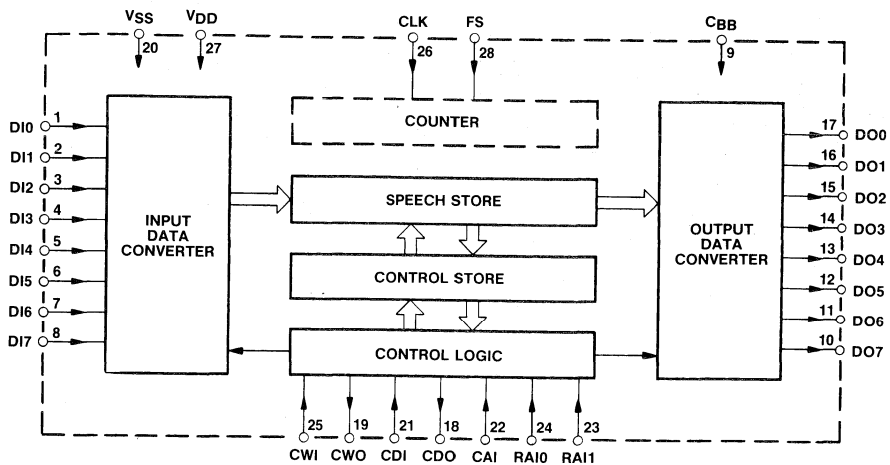 VSS VDD CLK FS CBB
20 27 26 28 9
COUNTER
DI0 1
DI1 2
DI2 3
DI3 4
DI4 5
DI5 6
DI6 7
DI7 8
INPUT
DATA
CONVERTER
SPEECH STORE
CONTROL STORE
CONTROL LOGIC
OUTPUT
DATA
CONVERTER
17 DO0
16 DO1
15 DO2
14 DO3
13 DO4
12 DO5
11 DO6
10 DO7
25 19 21 18 22 24 23
CWI CWO CDI CDO CAI RAI0 RAI1